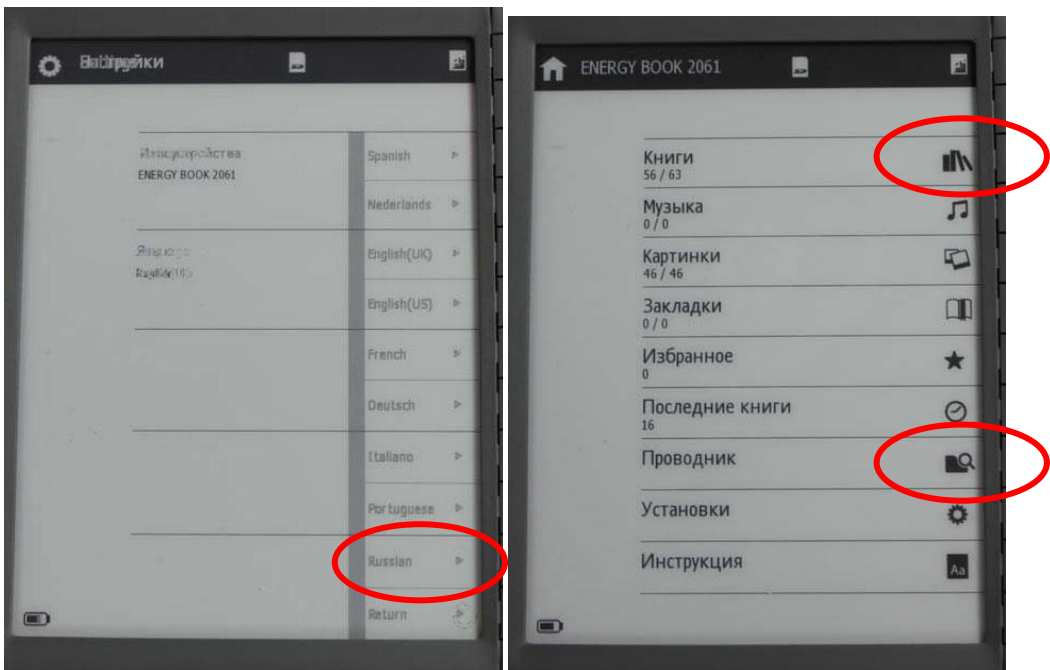 ENERGY BOOK 2061
Spanish
Nederlands
English(UK)
English(US)
French
Deutsch
Italiano
Portuguese
Russian
Return
ENERGY BOOK 2061
Книги
56 / 63
Музыка
0 / 0
Картинки
46 / 46
Закладки
0 / 0
Избранное
0
Последние книги
16
Проводник
Установки
Инструкция
Aa